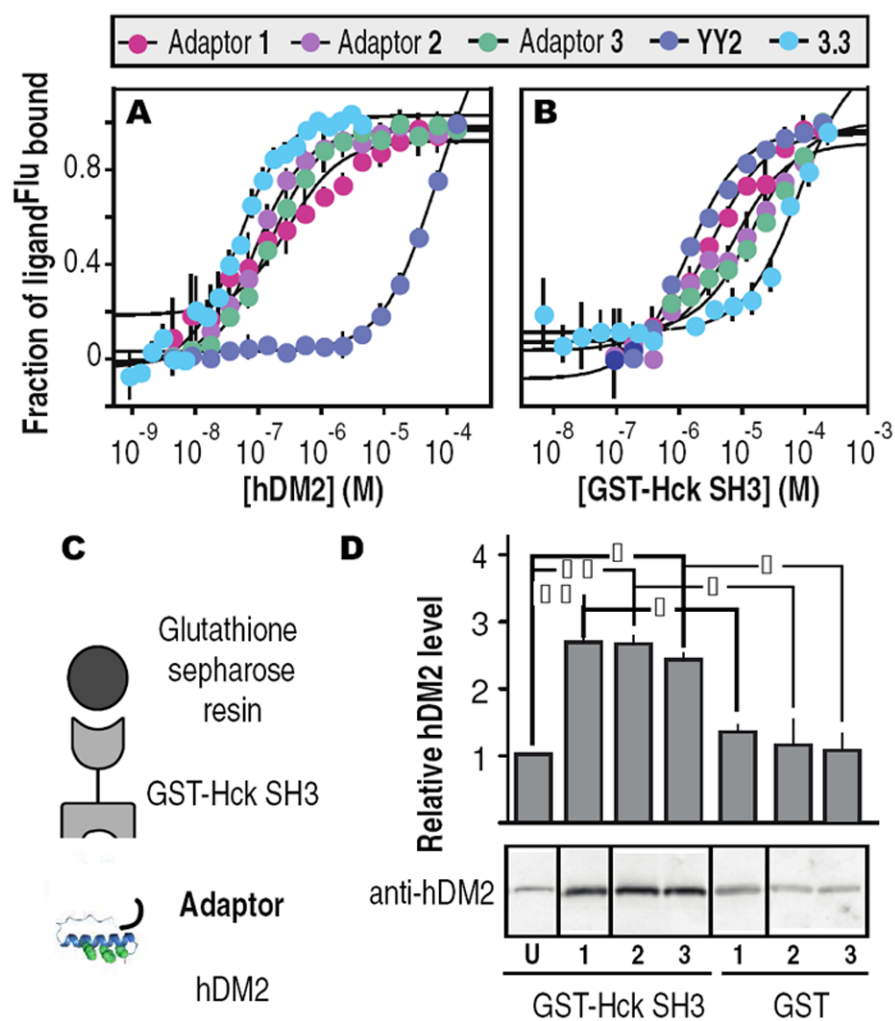 Adaptor 1 Adaptor 2 Adaptor 3 YY2 3.3
A
B
Fraction of ligand^Flu bound
0.8
0.4
0
10^-9 10^-8 10^-7 10^-6 10^-5 10^-4
[hDM2] (M)
10^-8 10^-7 10^-6 10^-5 10^-4 10^-3
[GST-Hck SH3] (M)
C
Glutathione
sepharose
resin
GST-Hck SH3
Adaptor
hDM2
D
Relative hDM2 level
4
3
2
1
anti-hDM2
U 1 2 3 1 2 3
GST-Hck SH3 GST